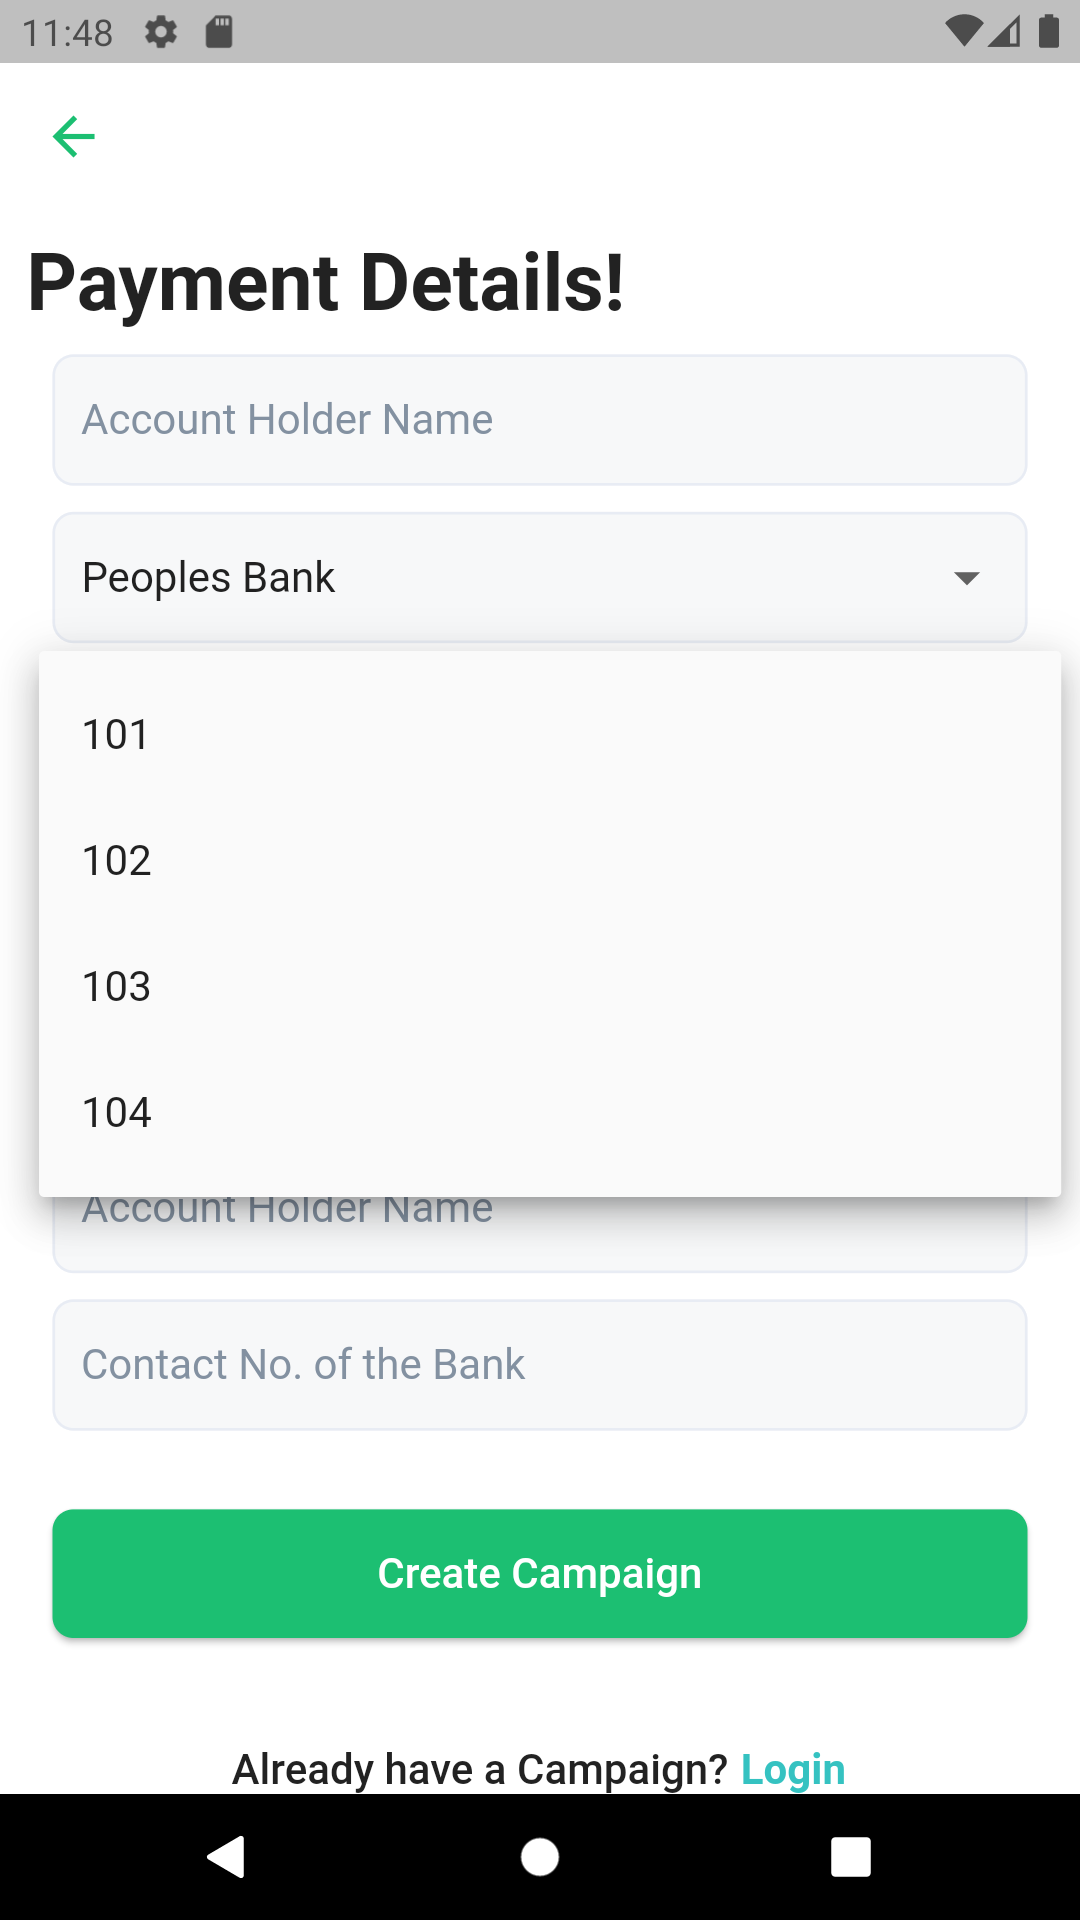 11:48
Payment Details!
Account Holder Name
Peoples Bank
101
102
103
104
Account Holder Name
Contact No. of the Bank
Create Campaign
Already have a Campaign? Login